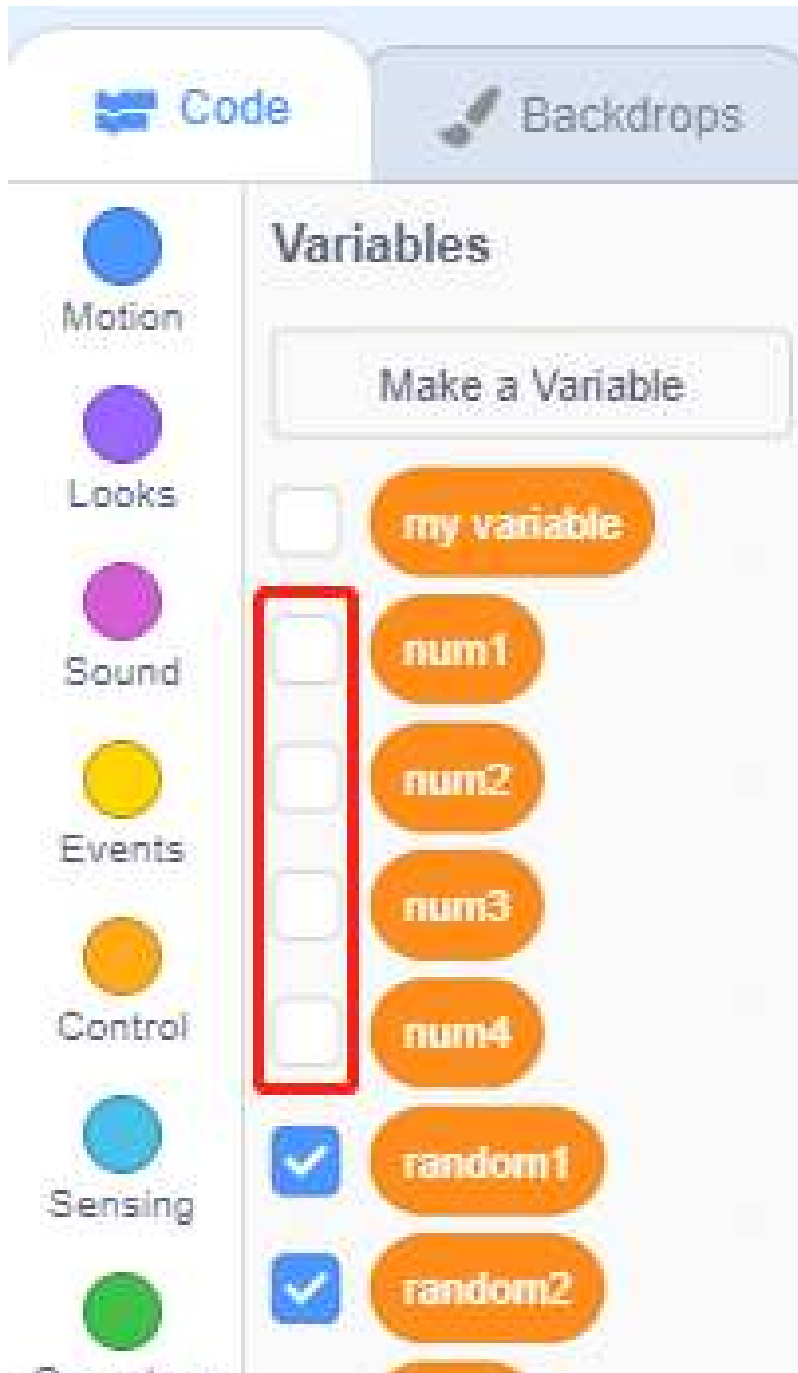 Code
Backdrops
Variables
Make a Variable
Motion
Looks
Sound
Events
Control
Sensing
my variable
num1
num2
num3
num4
random1
random2